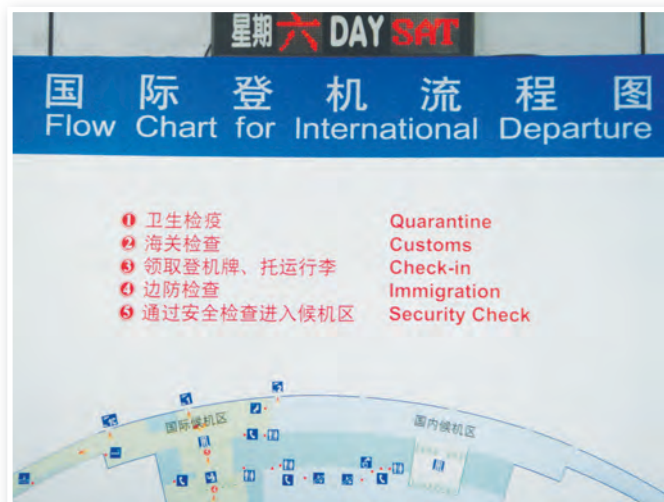 星期六 DAY SAT
国际登机流程图
Flow Chart for International Departure
❶ 卫生检疫 Quarantine
❷ 海关检查 Customs
❸ 领取登机牌、托运行李 Check-in
❹ 边防检查 Immigration
❺ 通过安全检查进入候机区 Security Check
国际候机区 国内候机区